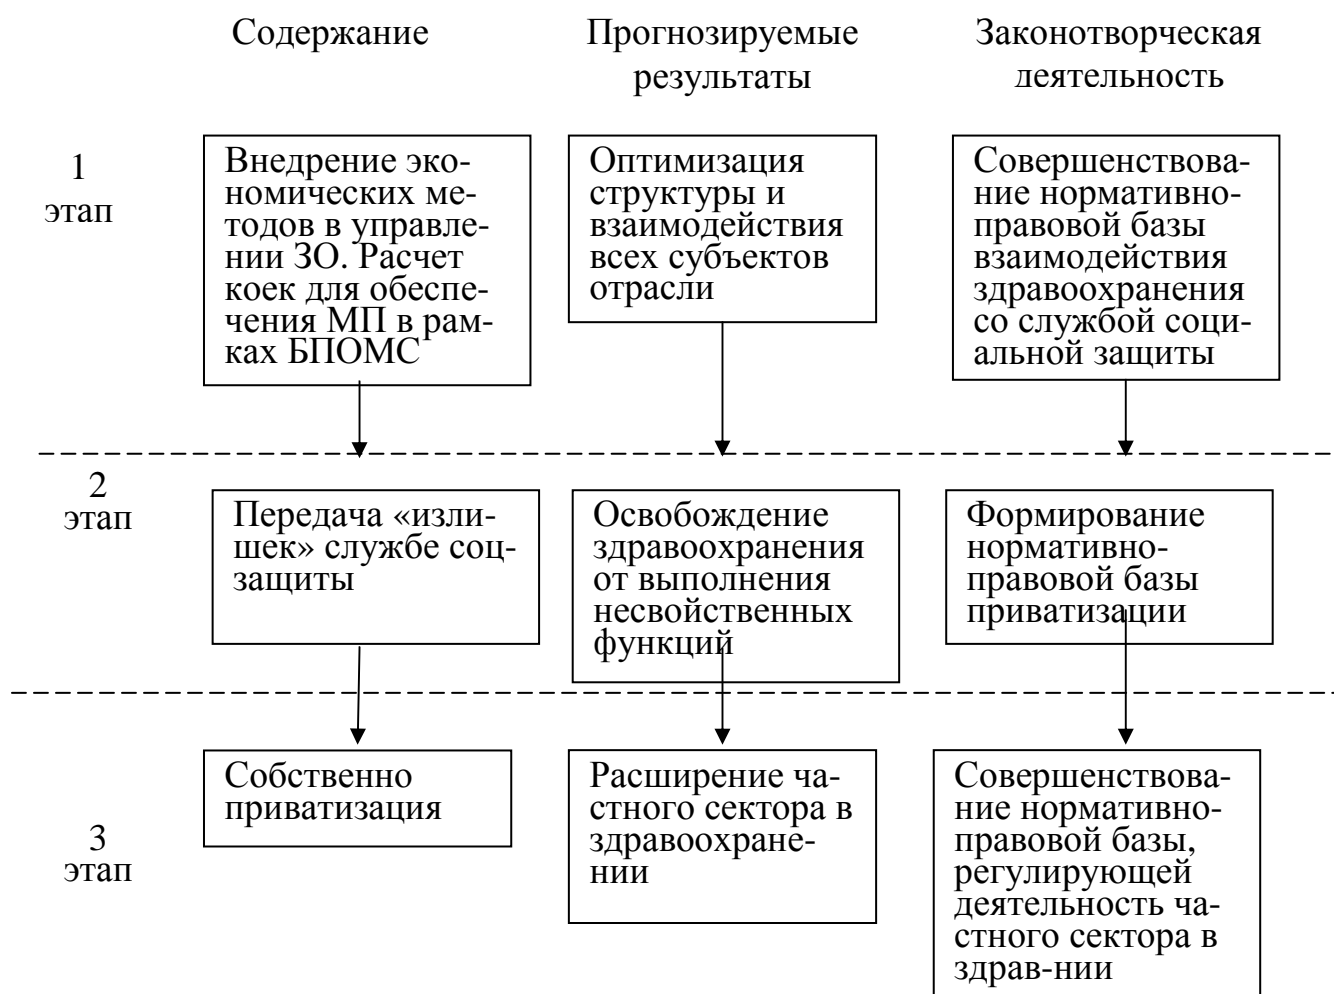 Содержание
Прогнозируемые
результаты
Законотворческая
деятельность
1
этап
Внедрение эко-
номических ме-
тодов в управле-
нии ЗО. Расчет
коек для обеспе-
чения МП в рам-
ках БПОМС
Оптимизация
структуры и
взаимодействия
всех субъектов
отрасли
Совершенствова-
ние нормативно-
правовой базы
взаимодействия
здравоохранения
со службой соци-
альной защиты
2
этап
Передача «изли-
шек» службе соц-
защиты
Освобождение
здравоохранения
от выполнения
несвойственных
функций
Формирование
нормативно-
правовой базы
приватизации
3
этап
Собственно
приватизация
Расширение ча-
стного сектора в
здравоохране-
нии
Совершенствова-
ние нормативно-
правовой базы,
регулирующей
деятельность ча-
стного сектора в
здрав-нии